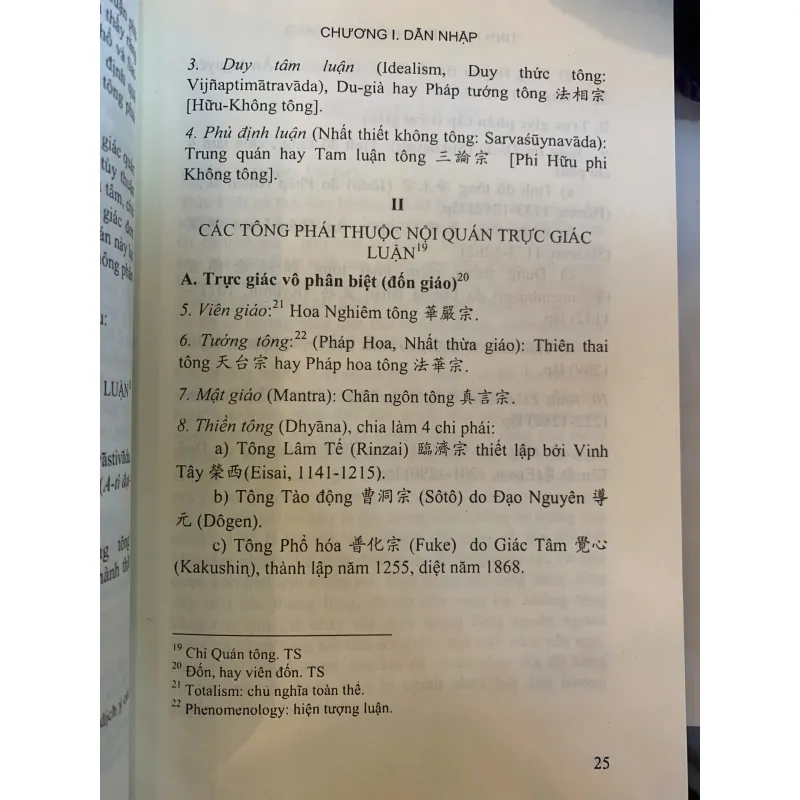 CHƯƠNG I. DẪN NHẬP
3. Duy tâm luận (Idealism, Duy thức tông:
Vijñaptimātravāda), Du-già hay Pháp tướng tông 法相宗
[Hữu-Không tông].
4. Phủ định luận (Nhất thiết không tông: Sarvaśūynavāda):
Trung quán hay Tam luận tông 三論宗 [Phi Hữu phi
Không tông].
II
CÁC TÔNG PHÁI THUỘC NỘI QUÁN TRỰC GIÁC
LUẬN19
A. Trực giác vô phân biệt (đốn giáo)20
5. Viên giáo:21 Hoa Nghiêm tông 華嚴宗.
6. Tướng tông:22 (Pháp Hoa, Nhất thừa giáo): Thiên thai
tông 天台宗 hay Pháp hoa tông 法華宗.
7. Mật giáo (Mantra): Chân ngôn tông 真言宗.
8. Thiền tông (Dhyāna), chia làm 4 chi phái:
a) Tông Lâm Tế (Rinzai) 臨濟宗 thiết lập bởi Vinh
Tây 榮西(Eisai, 1141-1215).
b) Tông Tào động 曹洞宗 (Sôtô) do Đạo Nguyên 導
元 (Dôgen).
c) Tông Phổ hóa 普化宗 (Fuke) do Giác Tâm 覺心
(Kakushin), thành lập năm 1255, diệt năm 1868.
19 Chỉ Quán tông. TS
20 Đốn, hay viên đốn. TS
21 Totalism: chủ nghĩa toàn thể.
22 Phenomenology: hiện tượng luận.
25